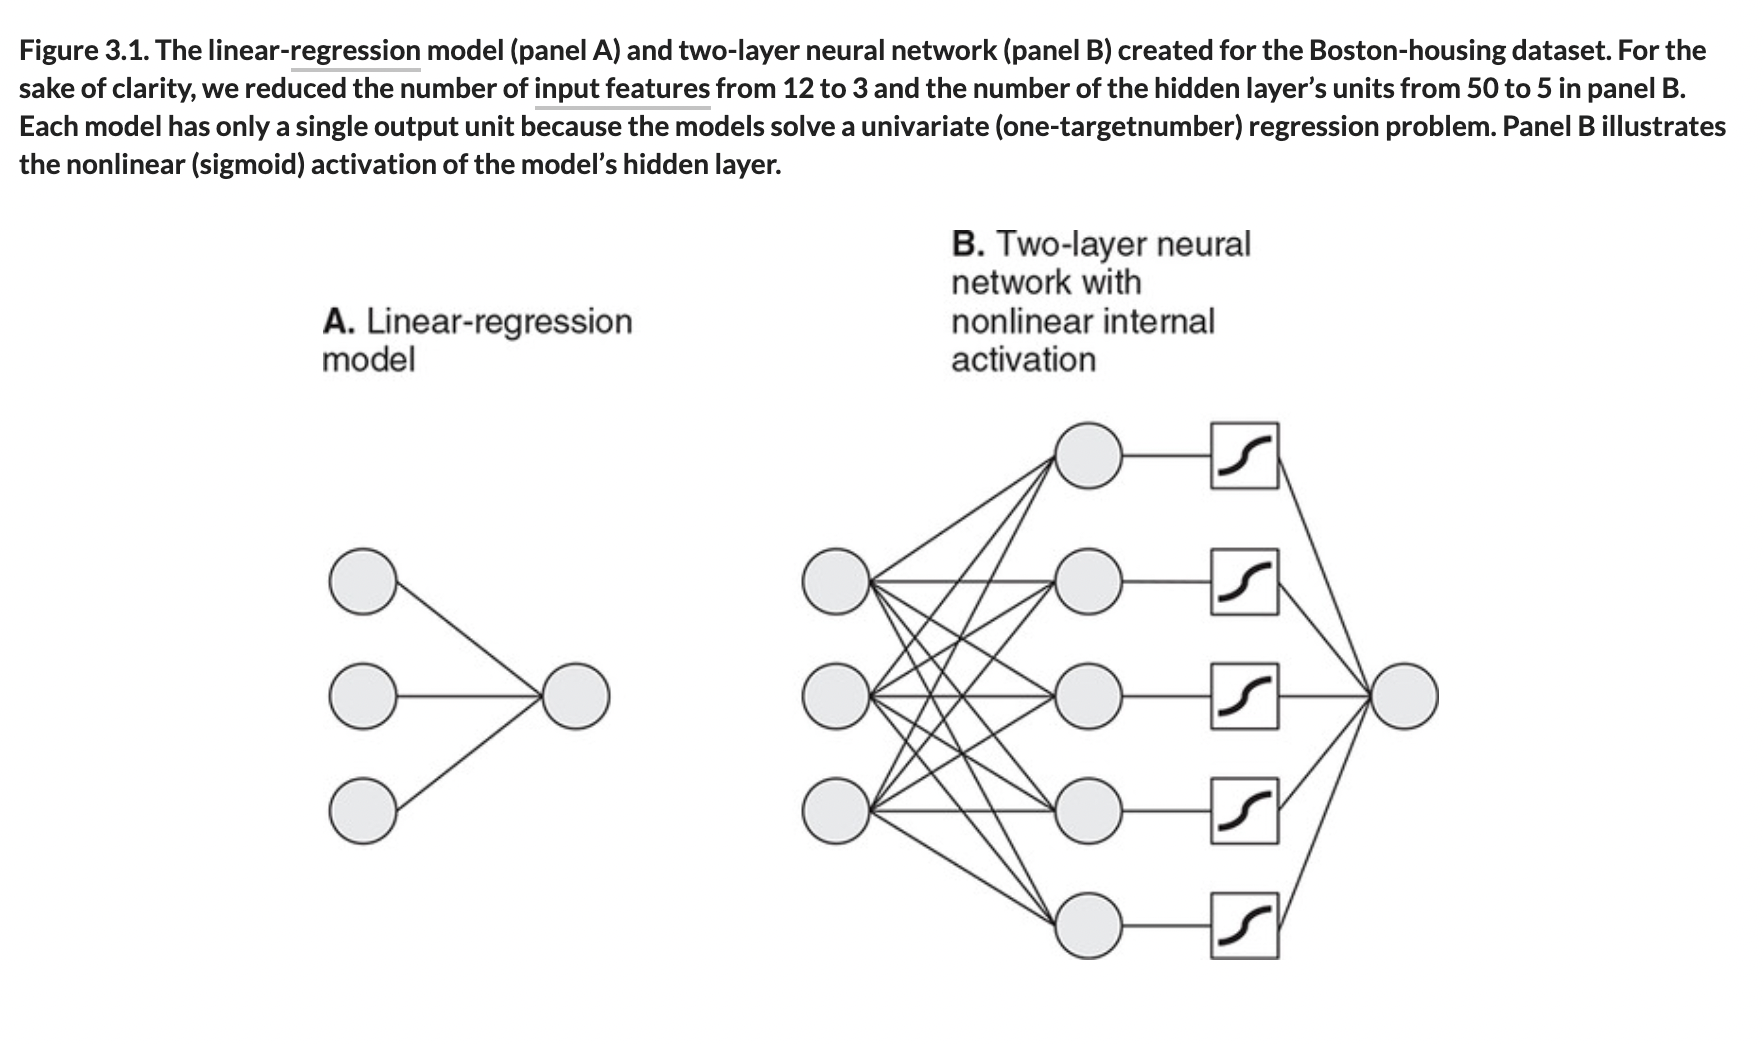 Figure 3.1. The linear-regression model (panel A) and two-layer neural network (panel B) created for the Boston-housing dataset. For the
sake of clarity, we reduced the number of input features from 12 to 3 and the number of the hidden layer’s units from 50 to 5 in panel B.
Each model has only a single output unit because the models solve a univariate (one-targetnumber) regression problem. Panel B illustrates
the nonlinear (sigmoid) activation of the model’s hidden layer.
A. Linear-regression
model
B. Two-layer neural
network with
nonlinear internal
activation